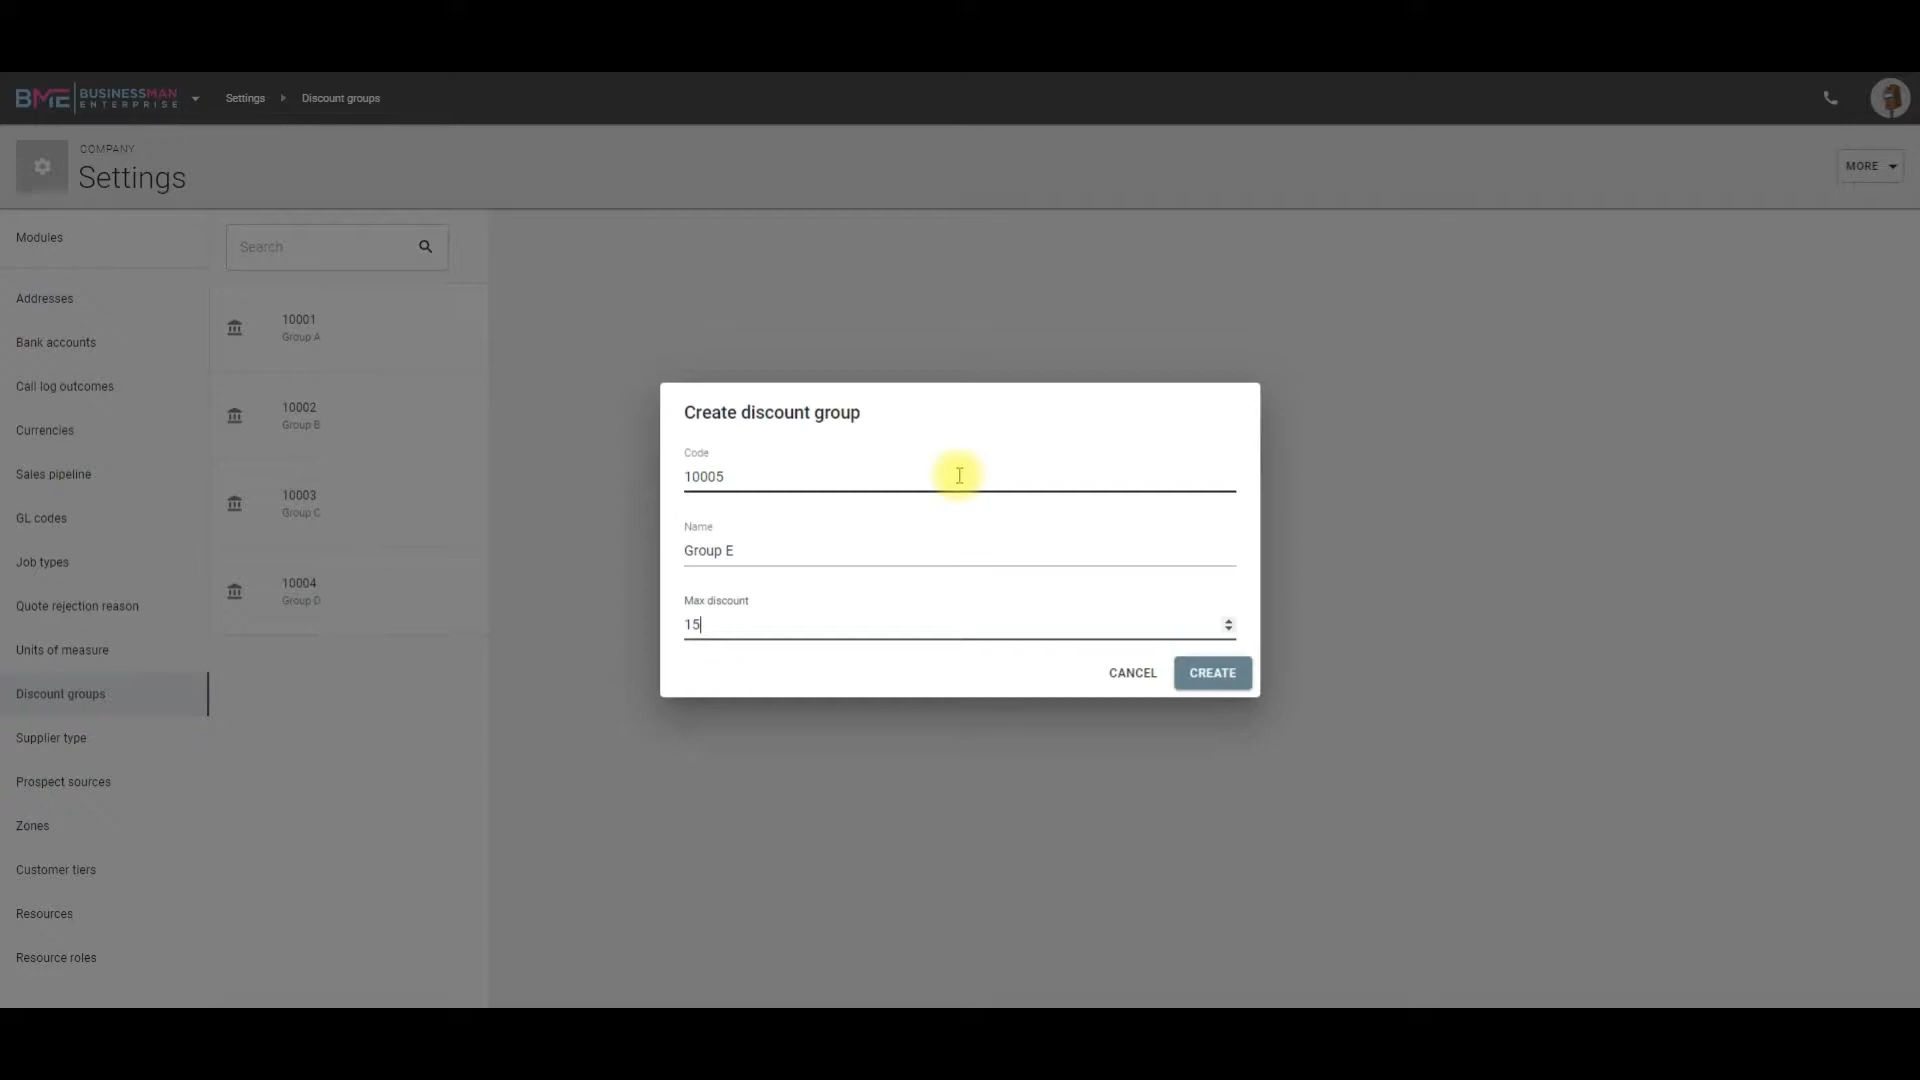 BME BUSINESSMAN
ENTERPRISE
Settings
Discount groups
COMPANY
Settings
MORE
Modules
Search
Addresses
Bank accounts
Call log outcomes
Currencies
Sales pipeline
GL codes
Job types
Quote rejection reason
Units of measure
Discount groups
Supplier type
Prospect sources
Zones
Customer tiers
Resources
Resource roles
10001
Group A
10002
Group B
10003
Group C
10004
Group D
Create discount group
Code
10005
Name
Group E
Max discount
15
CANCEL
CREATE